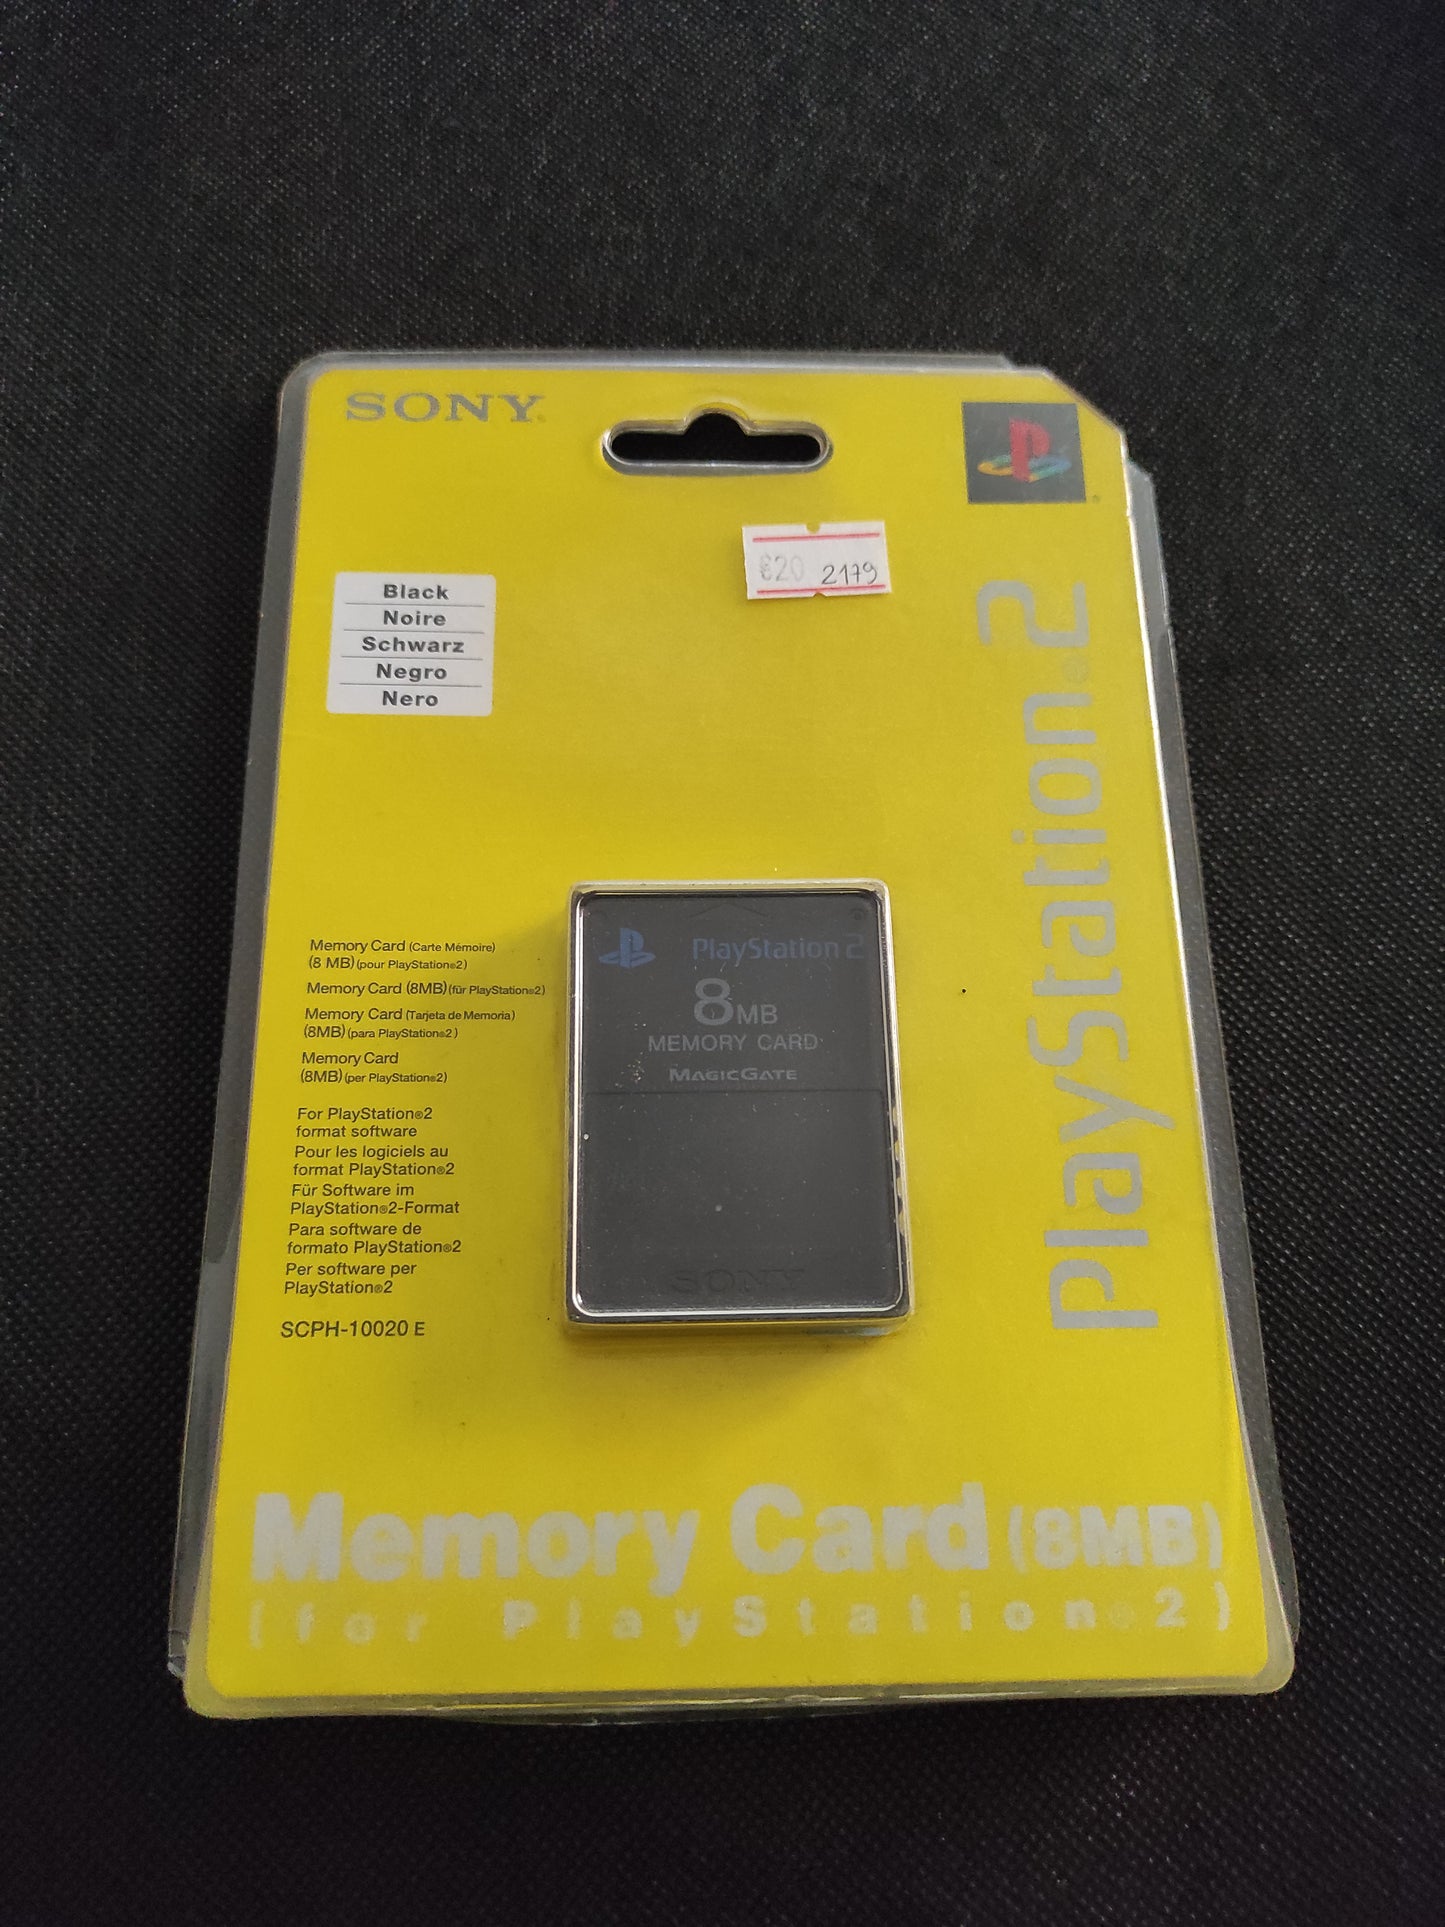 SONY
€20 2179
Black
Noire
Schwarz
Negro
Nero
PlayStation®2
Memory Card (Carte Mémoire)
(8 MB) (pour PlayStation®2)
Memory Card (8MB) (für PlayStation®2)
Memory Card (Tarjeta de Memoria)
(8MB) (para PlayStation®2)
Memory Card
(8MB) (per PlayStation®2)
For PlayStation®2
format software
Pour les logiciels au
format PlayStation®2
Für Software im
PlayStation®2-Format
Para software de
formato PlayStation®2
Per software per
PlayStation®2
SCPH-10020 E
PlayStation 2
8MB
MEMORY CARD
MAGICGATE
SONY
Memory Card (8MB)
(for PlayStation®2)